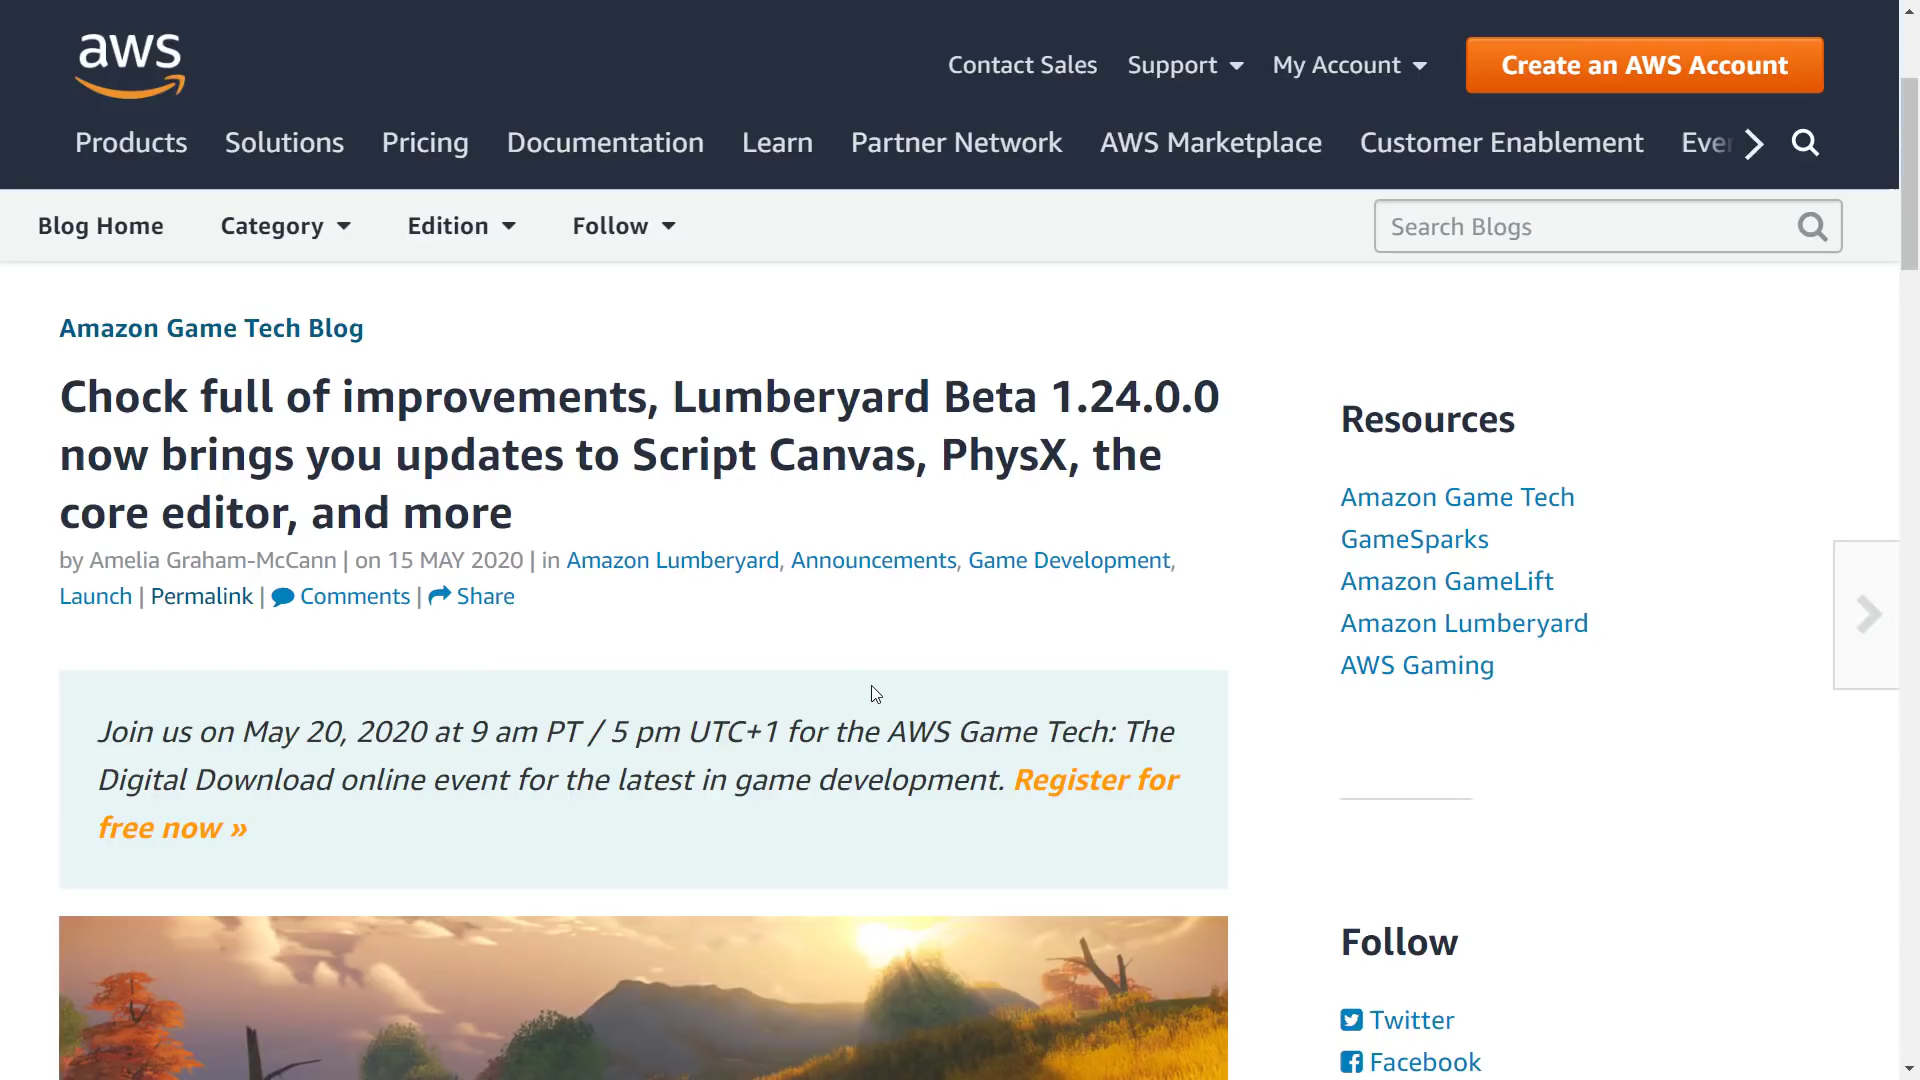 aws
Contact Sales
Support
My Account
Create an AWS Account
Products
Solutions
Pricing
Documentation
Learn
Partner Network
AWS Marketplace
Customer Enablement
Blog Home
Category
Edition
Follow
Search Blogs
Amazon Game Tech Blog
Chock full of improvements, Lumberyard Beta 1.24.0.0
now brings you updates to Script Canvas, PhysX, the
core editor, and more
by Amelia Graham-McCann | on 15 MAY 2020 | in Amazon Lumberyard, Announcements, Game Development,
Launch | Permalink | Comments | Share
Join us on May 20, 2020 at 9 am PT / 5 pm UTC+1 for the AWS Game Tech: The
Digital Download online event for the latest in game development. Register for
free now »
Resources
Amazon Game Tech
GameSparks
Amazon GameLift
Amazon Lumberyard
AWS Gaming
Follow
Twitter
Facebook